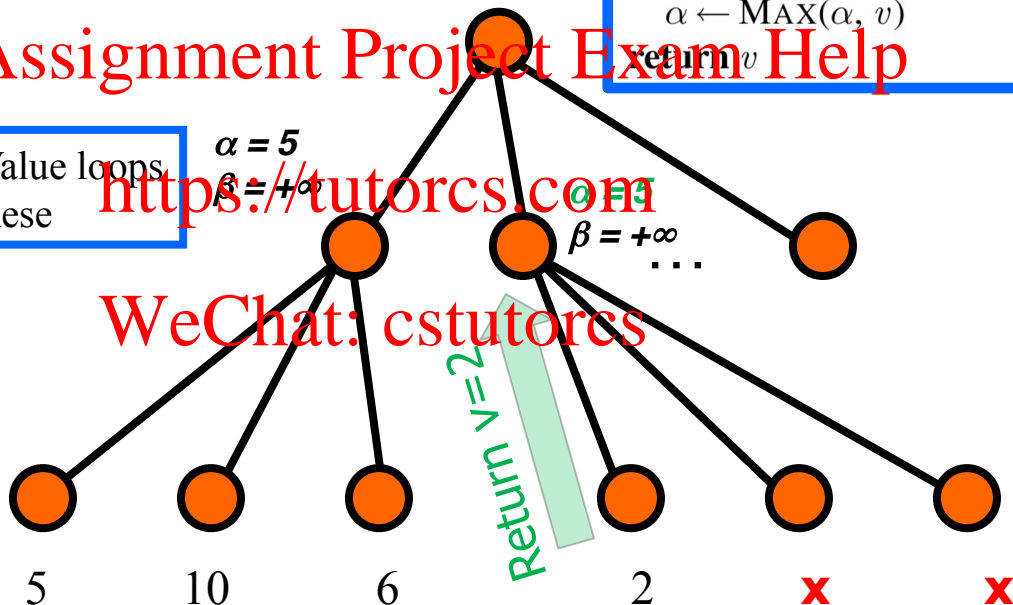 α ← MAX(α, v)
return v
Assignment Project Exam Help
Value loops
ese
α = 5
β = +∞
https://tutorcs.com
α = 5
β = +∞
...
WeChat: cstutorcs
Return v=2
5 10 6 2 x x